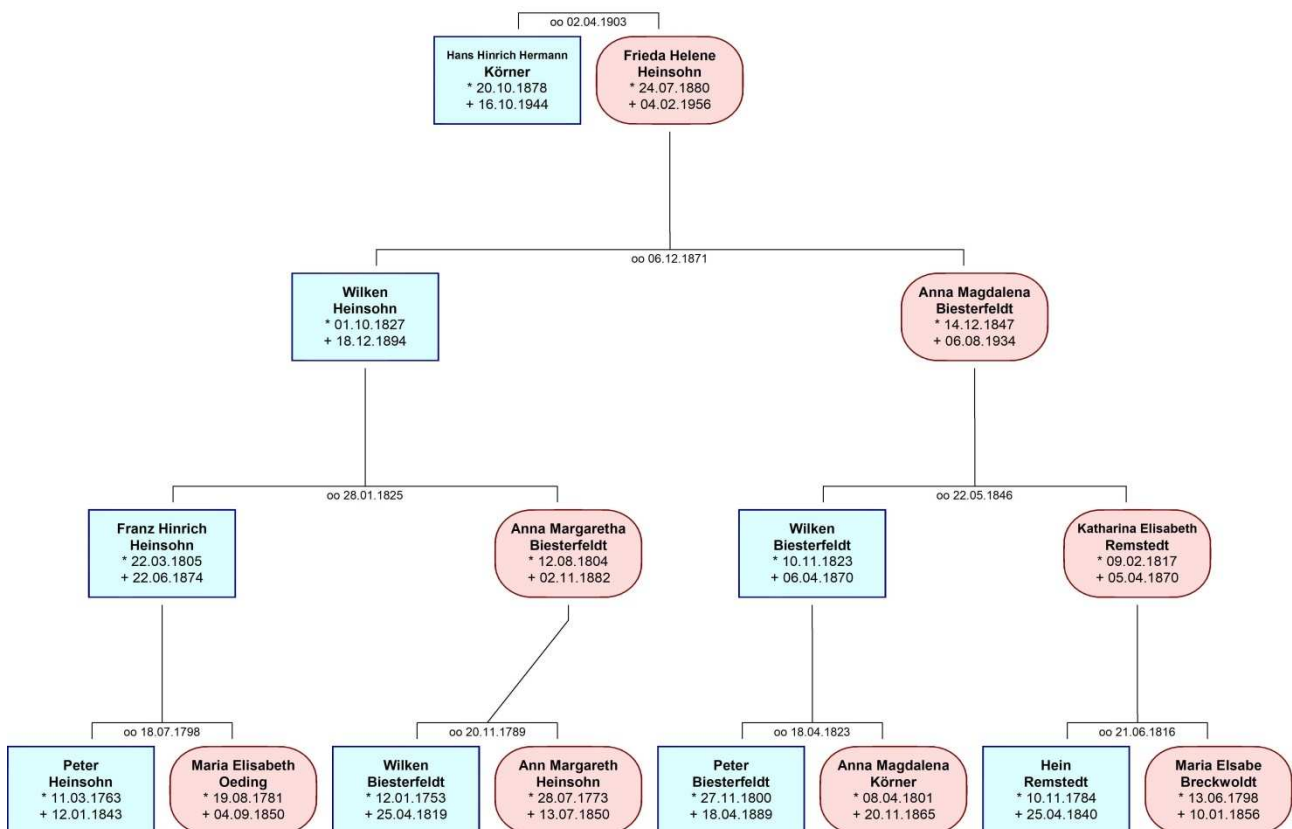 oo 02.04.1903
Hans Hinrich Hermann
Körner
* 20.10.1878
+ 16.10.1944
Frieda Helene
Heinsohn
* 24.07.1880
+ 04.02.1956
oo 06.12.1871
Wilken
Heinsohn
* 01.10.1827
+ 18.12.1894
Anna Magdalena
Biesterfeldt
* 14.12.1847
+ 06.08.1934
oo 28.01.1825
oo 22.05.1846
Franz Hinrich
Heinsohn
* 22.03.1805
+ 22.06.1874
Anna Margaretha
Biesterfeldt
* 12.08.1804
+ 02.11.1882
Wilken
Biesterfeldt
* 10.11.1823
+ 06.04.1870
Katharina Elisabeth
Remstedt
* 09.02.1817
+ 05.04.1870
oo 18.07.1798
oo 20.11.1789
oo 18.04.1823
oo 21.06.1816
Peter
Heinsohn
* 11.03.1763
+ 12.01.1843
Maria Elisabeth
Oeding
* 19.08.1781
+ 04.09.1850
Wilken
Biesterfeldt
* 12.01.1753
+ 25.04.1819
Ann Margareth
Heinsohn
* 28.07.1773
+ 13.07.1850
Peter
Biesterfeldt
* 27.11.1800
+ 18.04.1889
Anna Magdalena
Körner
* 08.04.1801
+ 20.11.1865
Hein
Remstedt
* 10.11.1784
+ 25.04.1840
Maria Elsabe
Breckwoldt
* 13.06.1798
+ 10.01.1856